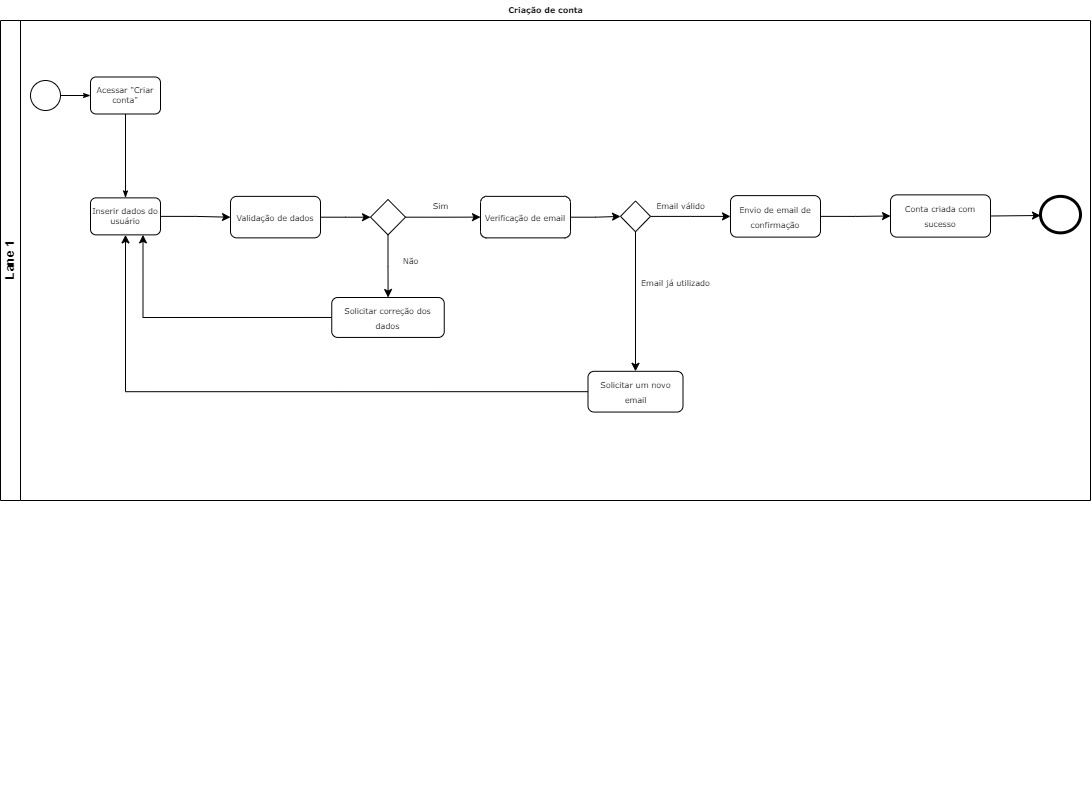 Criação de conta
Lane 1
Acessar "Criar
conta"
Inserir dados do
usuário
Validação de dados
Sim
Não
Solicitar correção dos
dados
Verificação de email
Email válido
Email já utilizado
Solicitar um novo
email
Envio de email de
confirmação
Conta criada com
sucesso